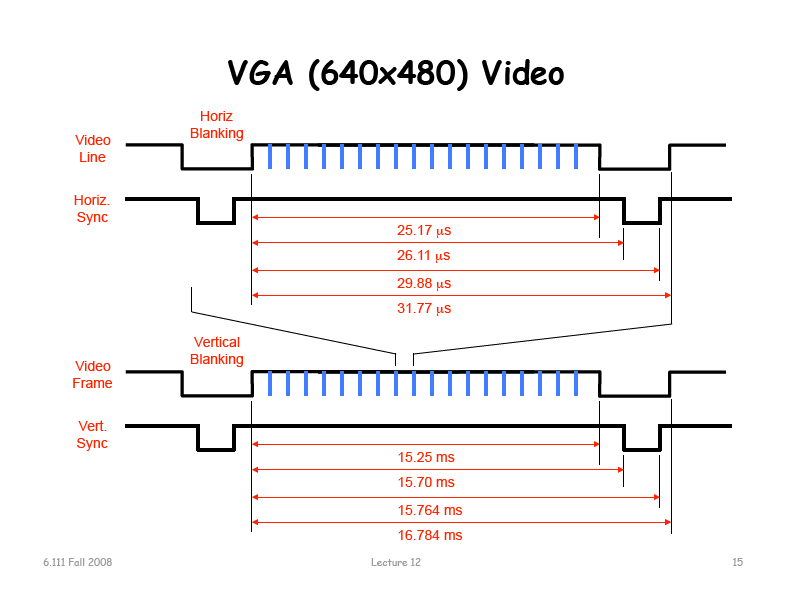 VGA (640x480) Video
Horiz
Blanking
Video
Line
Horiz.
Sync
25.17 μs
26.11 μs
29.88 μs
31.77 μs
Vertical
Blanking
Video
Frame
Vert.
Sync
15.25 ms
15.70 ms
15.764 ms
16.784 ms
6.111 Fall 2008
Lecture 12
15